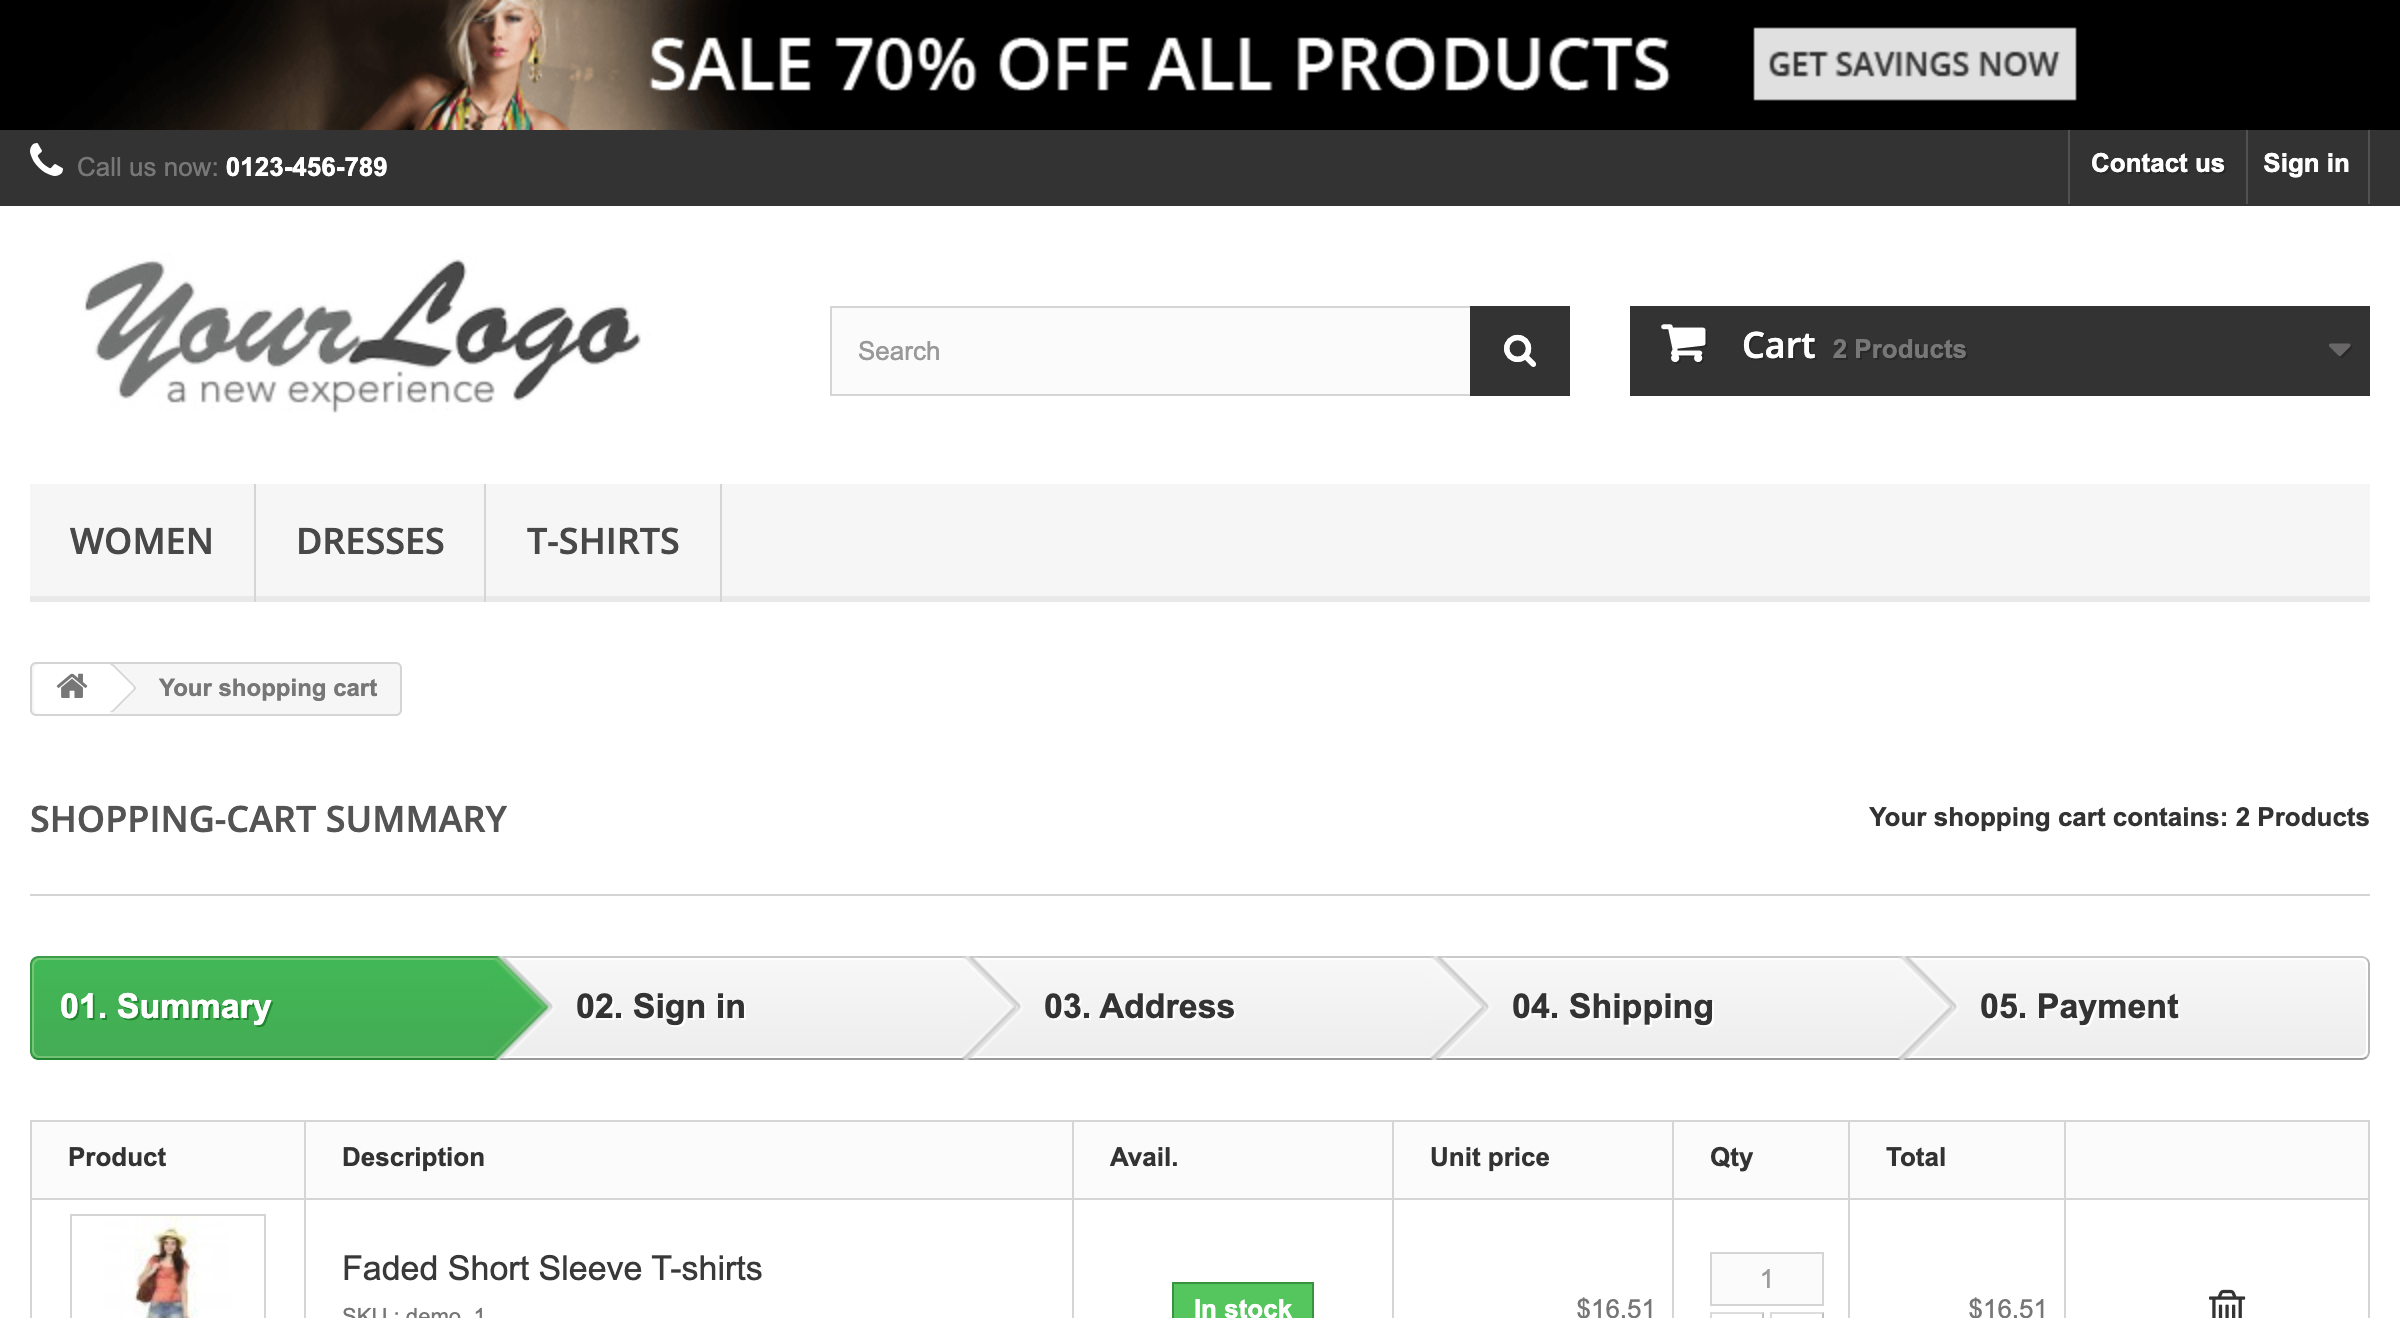 SALE 70% OFF ALL PRODUCTS GET SAVINGS NOW
Call us now: 0123-456-789 Contact us Sign in
YourLogo
a new experience
Search
Cart 2 Products
WOMEN DRESSES T-SHIRTS
Your shopping cart
SHOPPING-CART SUMMARY Your shopping cart contains: 2 Products
01. Summary 02. Sign in 03. Address 04. Shipping 05. Payment
Product Description Avail. Unit price Qty Total
Faded Short Sleeve T-shirts 1
SKU : demo_1 In stock $16.51 $16.51